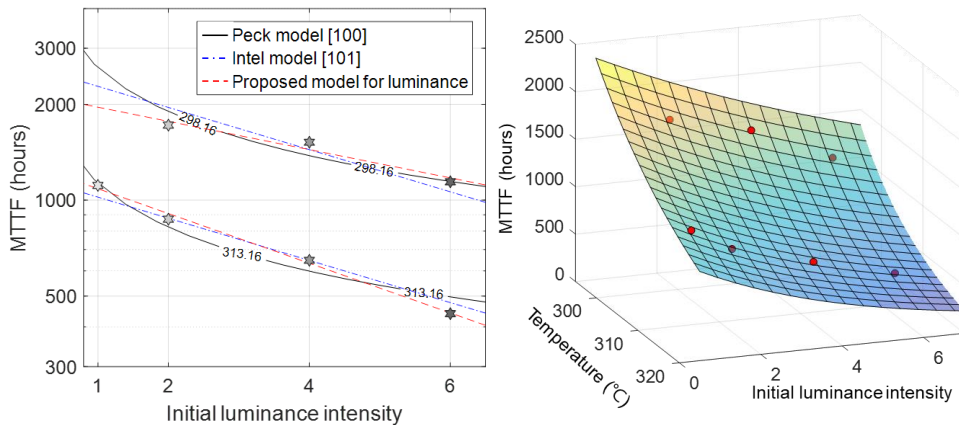 Peck model [100]
Intel model [101]
Proposed model for luminance
3000
2000
1000
500
300
MTTF (hours)
298.16
298.16
313.16
313.16
1 2 4 6
Initial luminance intensity
2500
2000
1500
1000
500
0
MTTF (hours)
300
310
320
Temperature (°C)
0 2 4 6
Initial luminance intensity